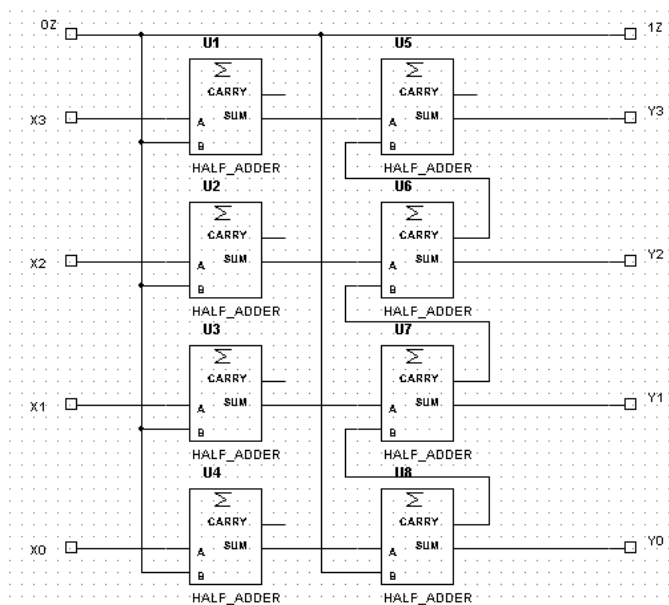 0Z U1 U5 1Z
Σ Σ
CARRY CARRY
X3 A SUM A SUM Y3
B B
HALF_ADDER HALF_ADDER
U2 U6
Σ Σ
CARRY CARRY
X2 A SUM A SUM Y2
B B
HALF_ADDER HALF_ADDER
U3 U7
Σ Σ
CARRY CARRY
X1 A SUM A SUM Y1
B B
HALF_ADDER HALF_ADDER
U4 U8
Σ Σ
CARRY CARRY
X0 A SUM A SUM Y0
B B
HALF_ADDER HALF_ADDER